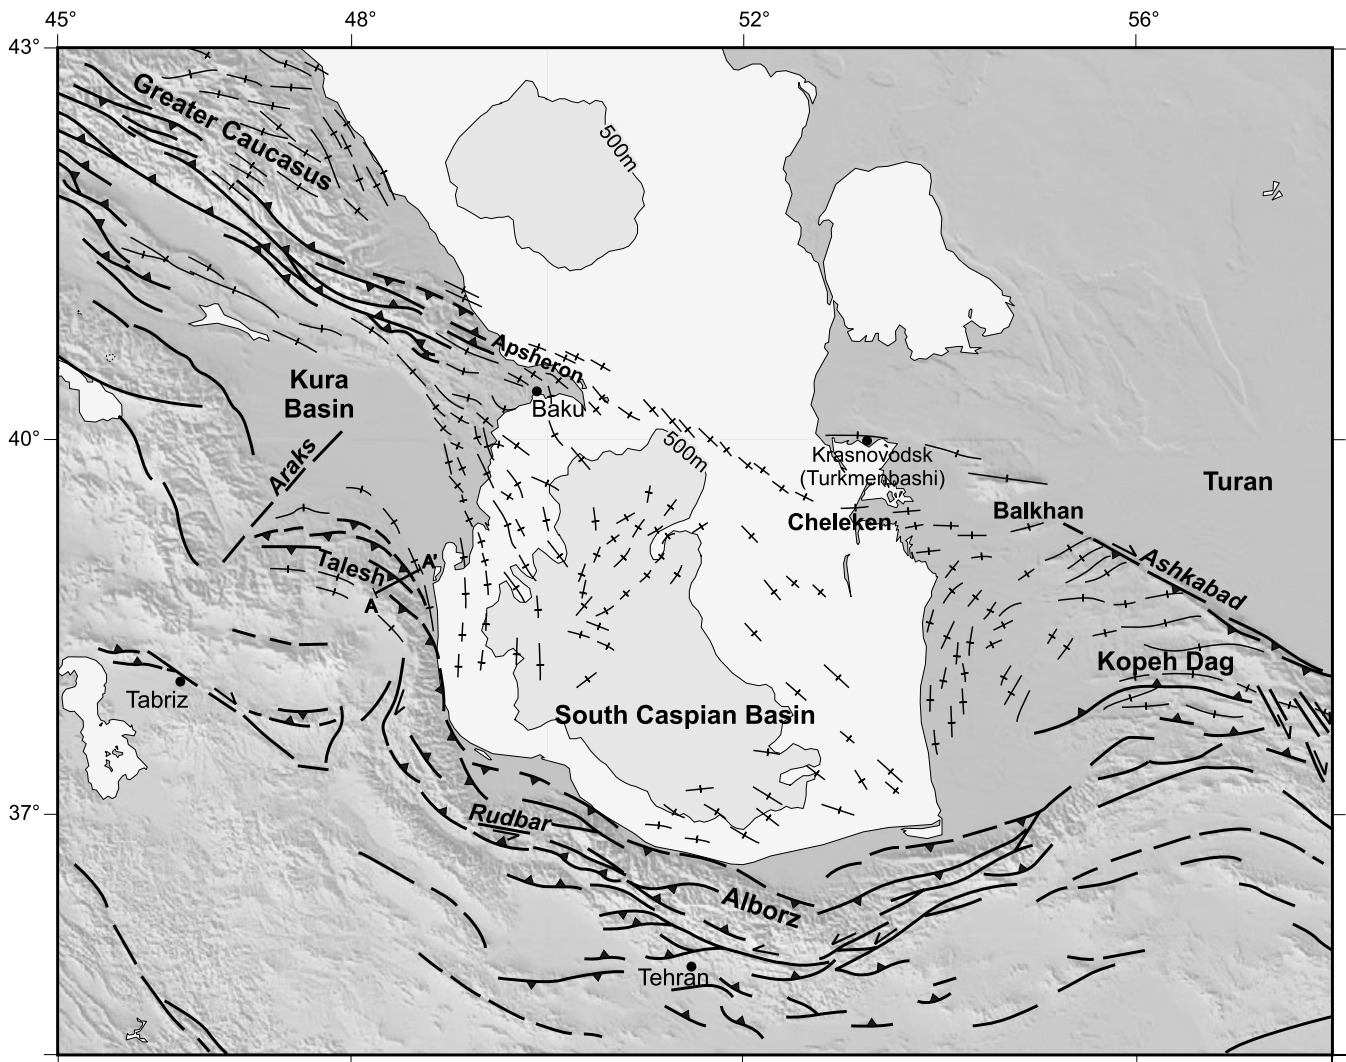 45°
48°
52°
56°
43°
Greater Caucasus
500m
Apsheron
Kura
Basin
Baku
40°
Araks
500m
Krasnovodsk
(Turkmenbashi)
Turan
Cheleken
Balkhan
Talesh
A'
A
Ashkabad
Kopeh Dag
Tabriz
South Caspian Basin
37°
Rudbar
Alborz
Tehran